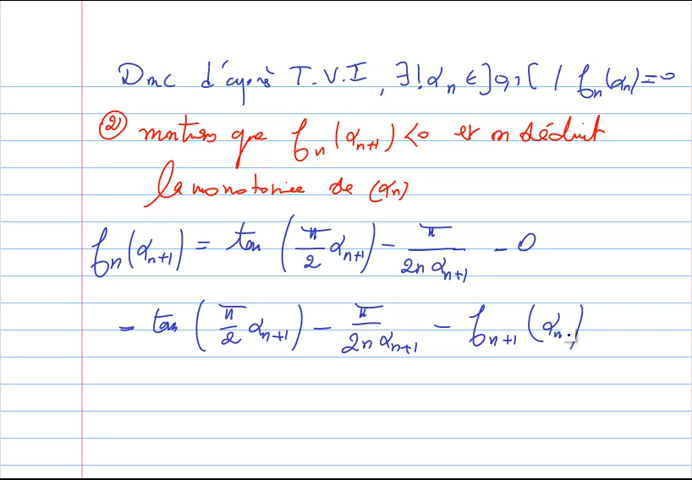 Donc d'après T.V.I, ∃! αₙ ∈ ]0,1[ / fₙ(αₙ)=0
② montrons que fₙ(αₙ₊₁)<0 et en déduit
la monotonie de (αₙ)
fₙ(αₙ₊₁) = tan(π/2 αₙ₊₁) - π/(2n αₙ₊₁) - 0
= tan(π/2 αₙ₊₁) - π/(2n αₙ₊₁) - fₙ₊₁(αₙ.)